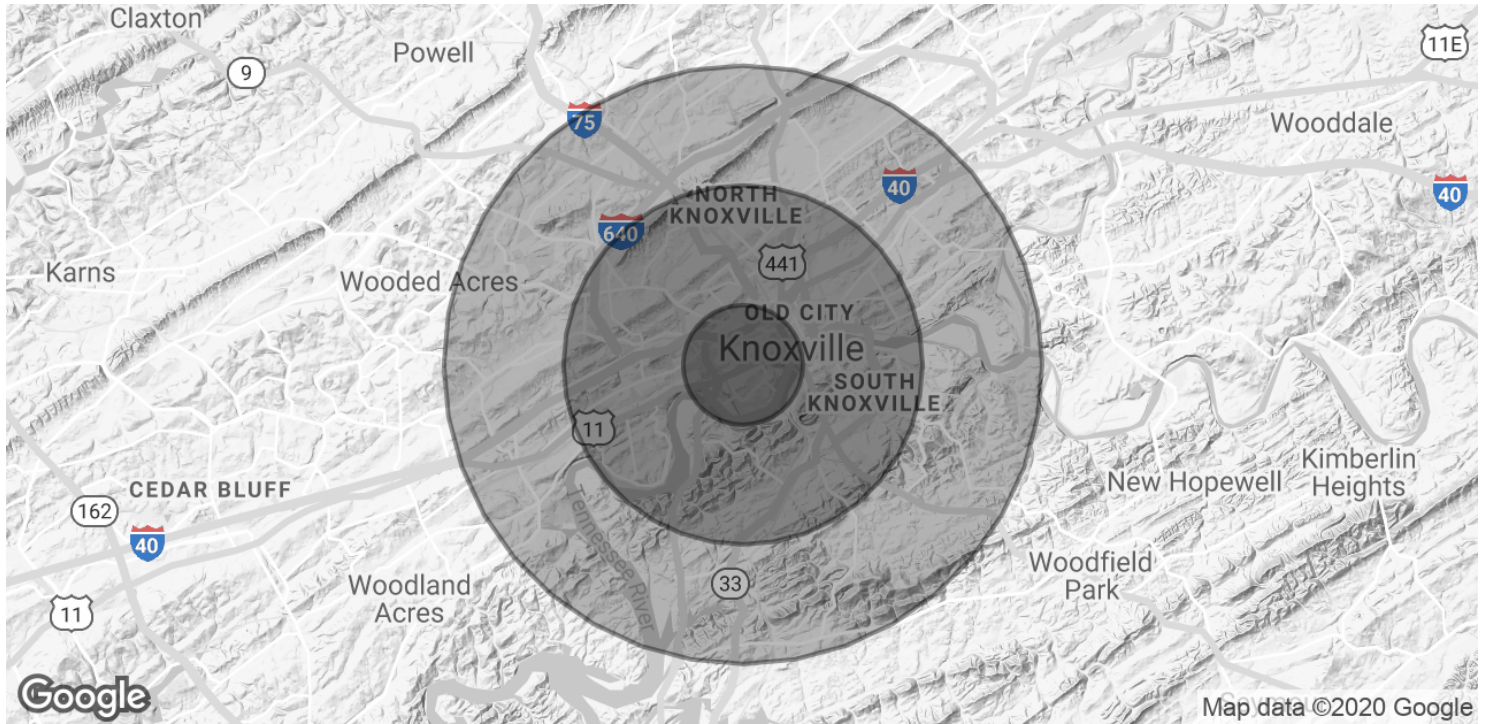 Claxton
Powell
11E
9
75
Wooddale
40
40
NORTH
KNOXVILLE
640
441
Karns
Wooded Acres
OLD CITY
Knoxville
SOUTH
KNOXVILLE
11
CEDAR BLUFF
162
40
New Hopewell
Kimberlin
Heights
Tennessee River
33
Woodland
Acres
Woodfield
Park
11
Google
Map data ©2020 Google